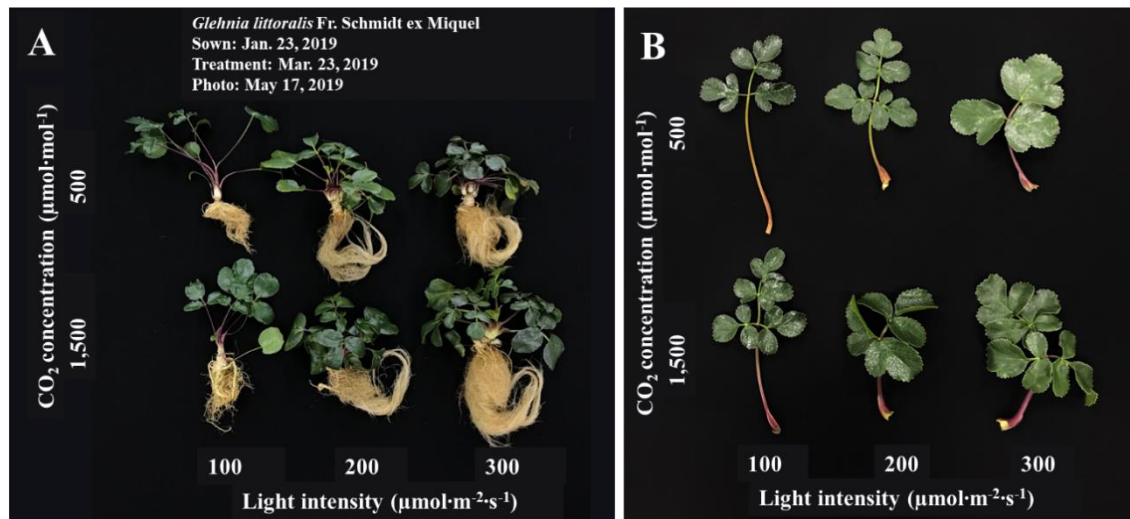 A
Glehnia littoralis Fr. Schmidt ex Miquel
Sown: Jan. 23, 2019
Treatment: Mar. 23, 2019
Photo: May 17, 2019
CO₂ concentration (µmol·mol⁻¹)
500
1,500
100 200 300
Light intensity (µmol·m⁻²·s⁻¹)
B
CO₂ concentration (µmol·mol⁻¹)
500
1,500
100 200 300
Light intensity (µmol·m⁻²·s⁻¹)